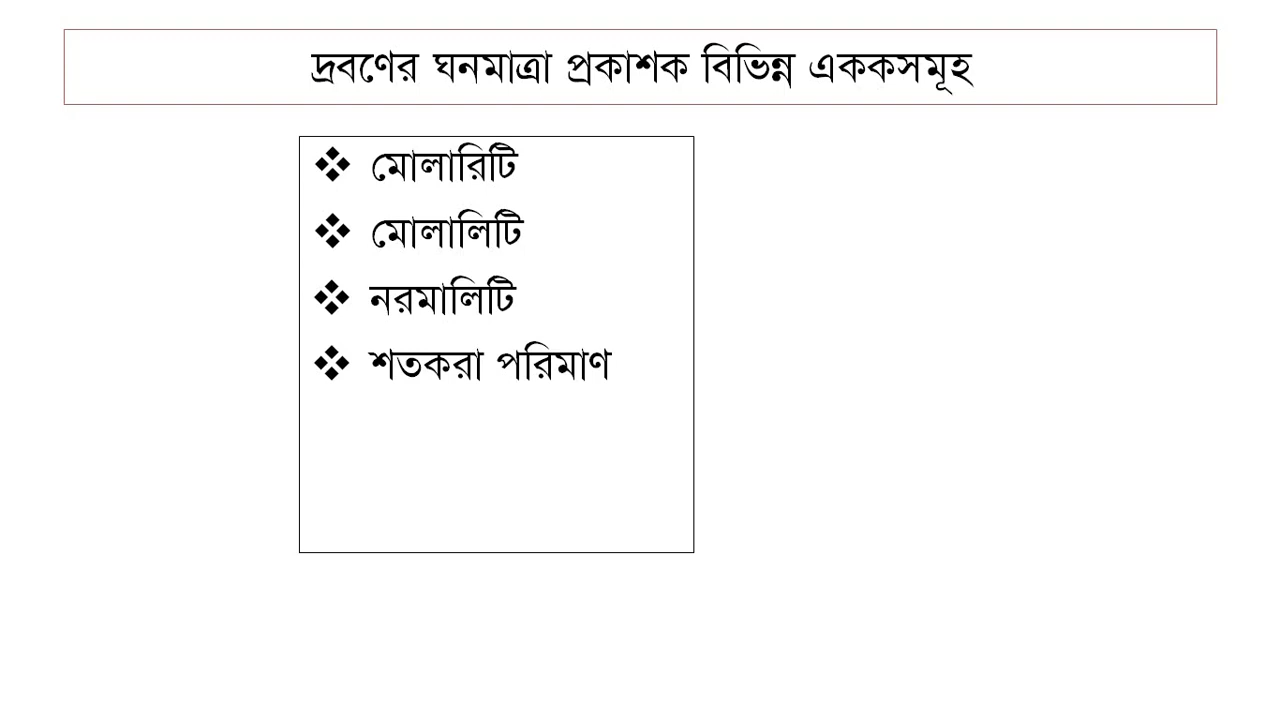 দ্রবণের ঘনমাত্রা প্রকাশক বিভিন্ন এককসমূহ
❖ মোলারিটি
❖ মোলালিটি
❖ নরমালিটি
❖ শতকরা পরিমাণ